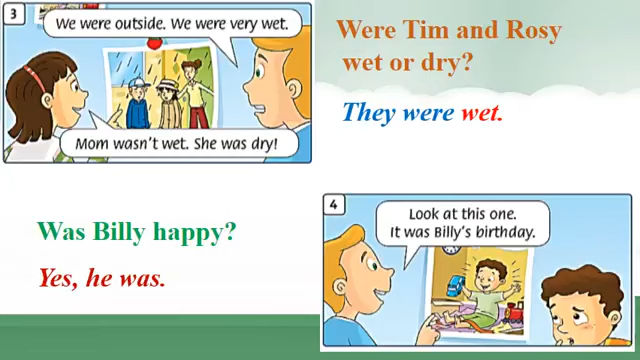 3
We were outside. We were very wet.
Mom wasn't wet. She was dry!
Were Tim and Rosy
wet or dry?
They were wet.
Was Billy happy?
Yes, he was.
4
Look at this one.
It was Billy's birthday.